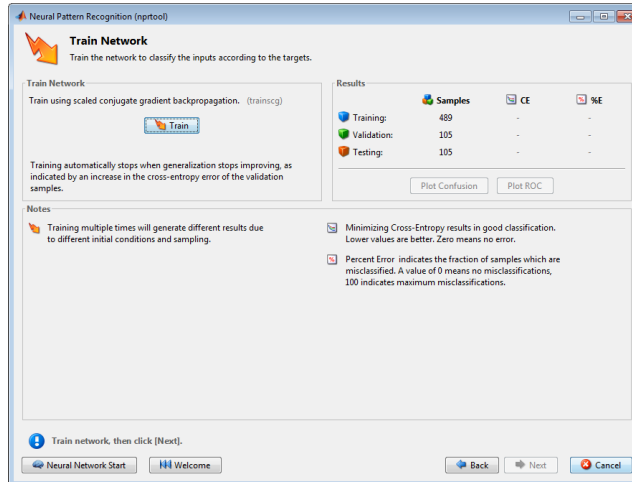 Neural Pattern Recognition (nprtool)
Train Network
Train the network to classify the inputs according to the targets.
Train Network
Train using scaled conjugate gradient backpropagation. (trainscg)
Train
Training automatically stops when generalization stops improving, as
indicated by an increase in the cross-entropy error of the validation
samples.
Results
Samples CE %E
Training: 489 - -
Validation: 105 - -
Testing: 105 - -
Plot Confusion Plot ROC
Notes
Training multiple times will generate different results due
to different initial conditions and sampling.
Minimizing Cross-Entropy results in good classification.
Lower values are better. Zero means no error.
Percent Error indicates the fraction of samples which are
misclassified. A value of 0 means no misclassifications,
100 indicates maximum misclassifications.
Train network, then click [Next].
Neural Network Start Welcome Back Next Cancel